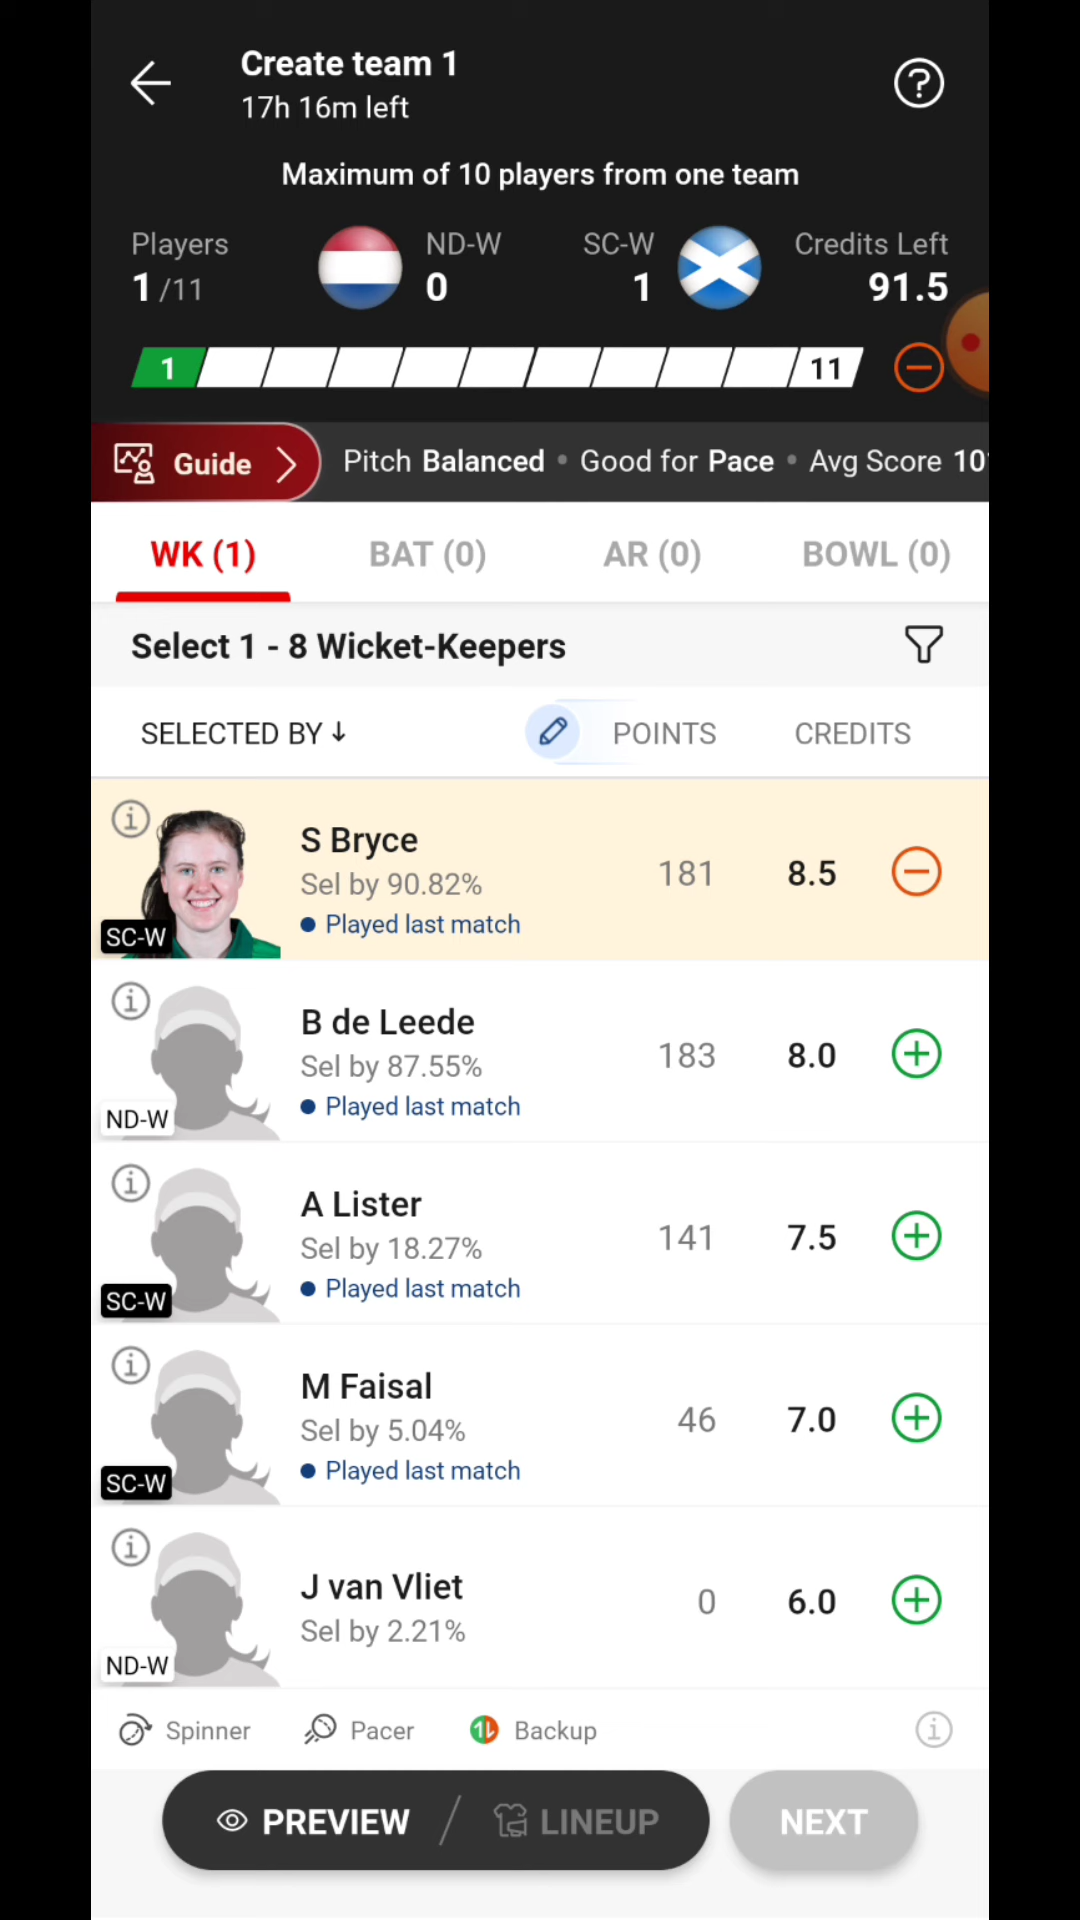 Create team 1
17h 16m left
Maximum of 10 players from one team
Players ND-W SC-W Credits Left
1/11 0 1 91.5
1 11
Guide Pitch Balanced • Good for Pace • Avg Score 10
WK (1) BAT (0) AR (0) BOWL (0)
Select 1 - 8 Wicket-Keepers
SELECTED BY ↓ POINTS CREDITS
S Bryce
Sel by 90.82% 181 8.5
Played last match
SC-W
B de Leede
Sel by 87.55% 183 8.0
Played last match
ND-W
A Lister
Sel by 18.27% 141 7.5
Played last match
SC-W
M Faisal
Sel by 5.04% 46 7.0
Played last match
SC-W
J van Vliet
Sel by 2.21% 0 6.0
ND-W
Spinner Pacer Backup
PREVIEW / LINEUP NEXT